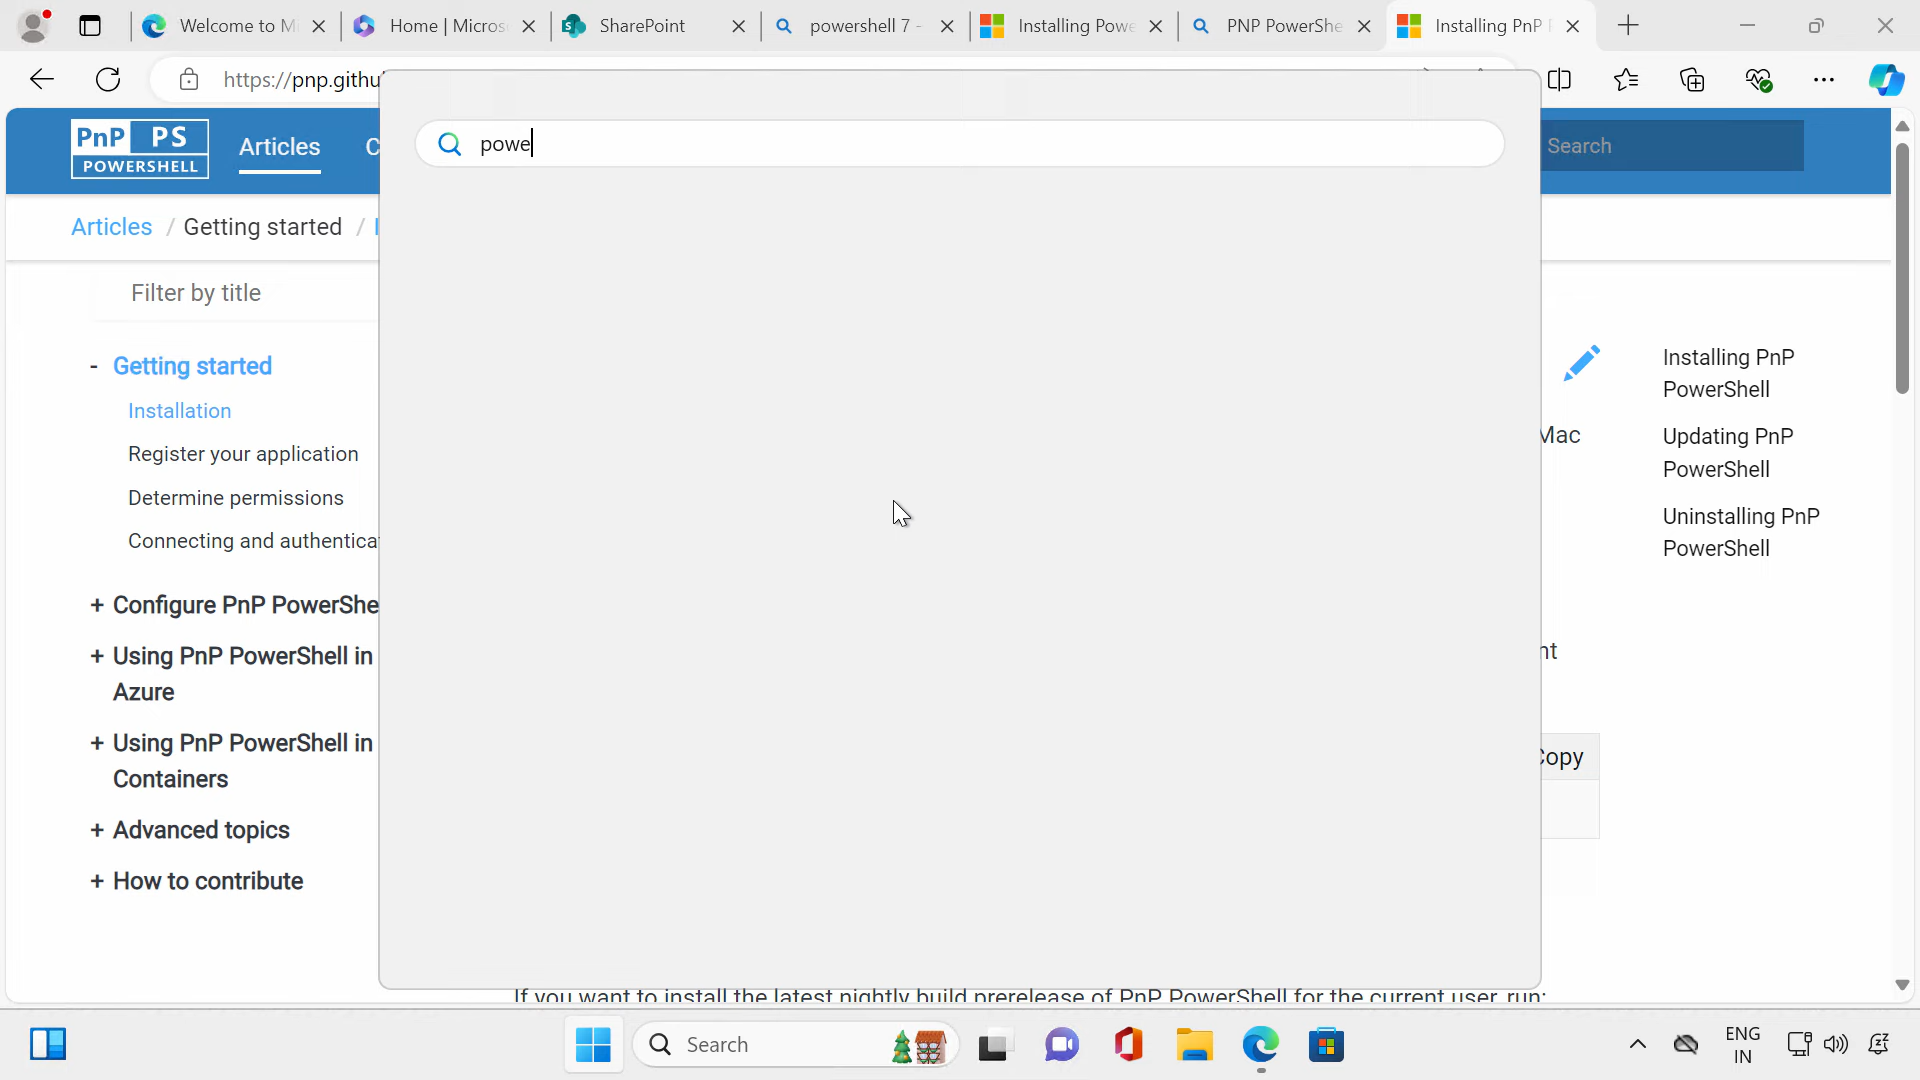 Welcome to Mi
Home | Micros
SharePoint
powershell 7 -
Installing Powe
PNP PowerShe
Installing PnP
https://pnp.githu
powe
PnP PS
POWERSHELL
Articles
C
Search
Articles / Getting started /
Filter by title
- Getting started
Installation
Register your application
Determine permissions
Connecting and authentica
+ Configure PnP PowerShe
+ Using PnP PowerShell in
Azure
+ Using PnP PowerShell in
Containers
+ Advanced topics
+ How to contribute
Mac
nt
Copy
Installing PnP
PowerShell
Updating PnP
PowerShell
Uninstalling PnP
PowerShell
If you want to install the latest nightly build prerelease of PnP PowerShell for the current user, run:
Search
ENG
IN